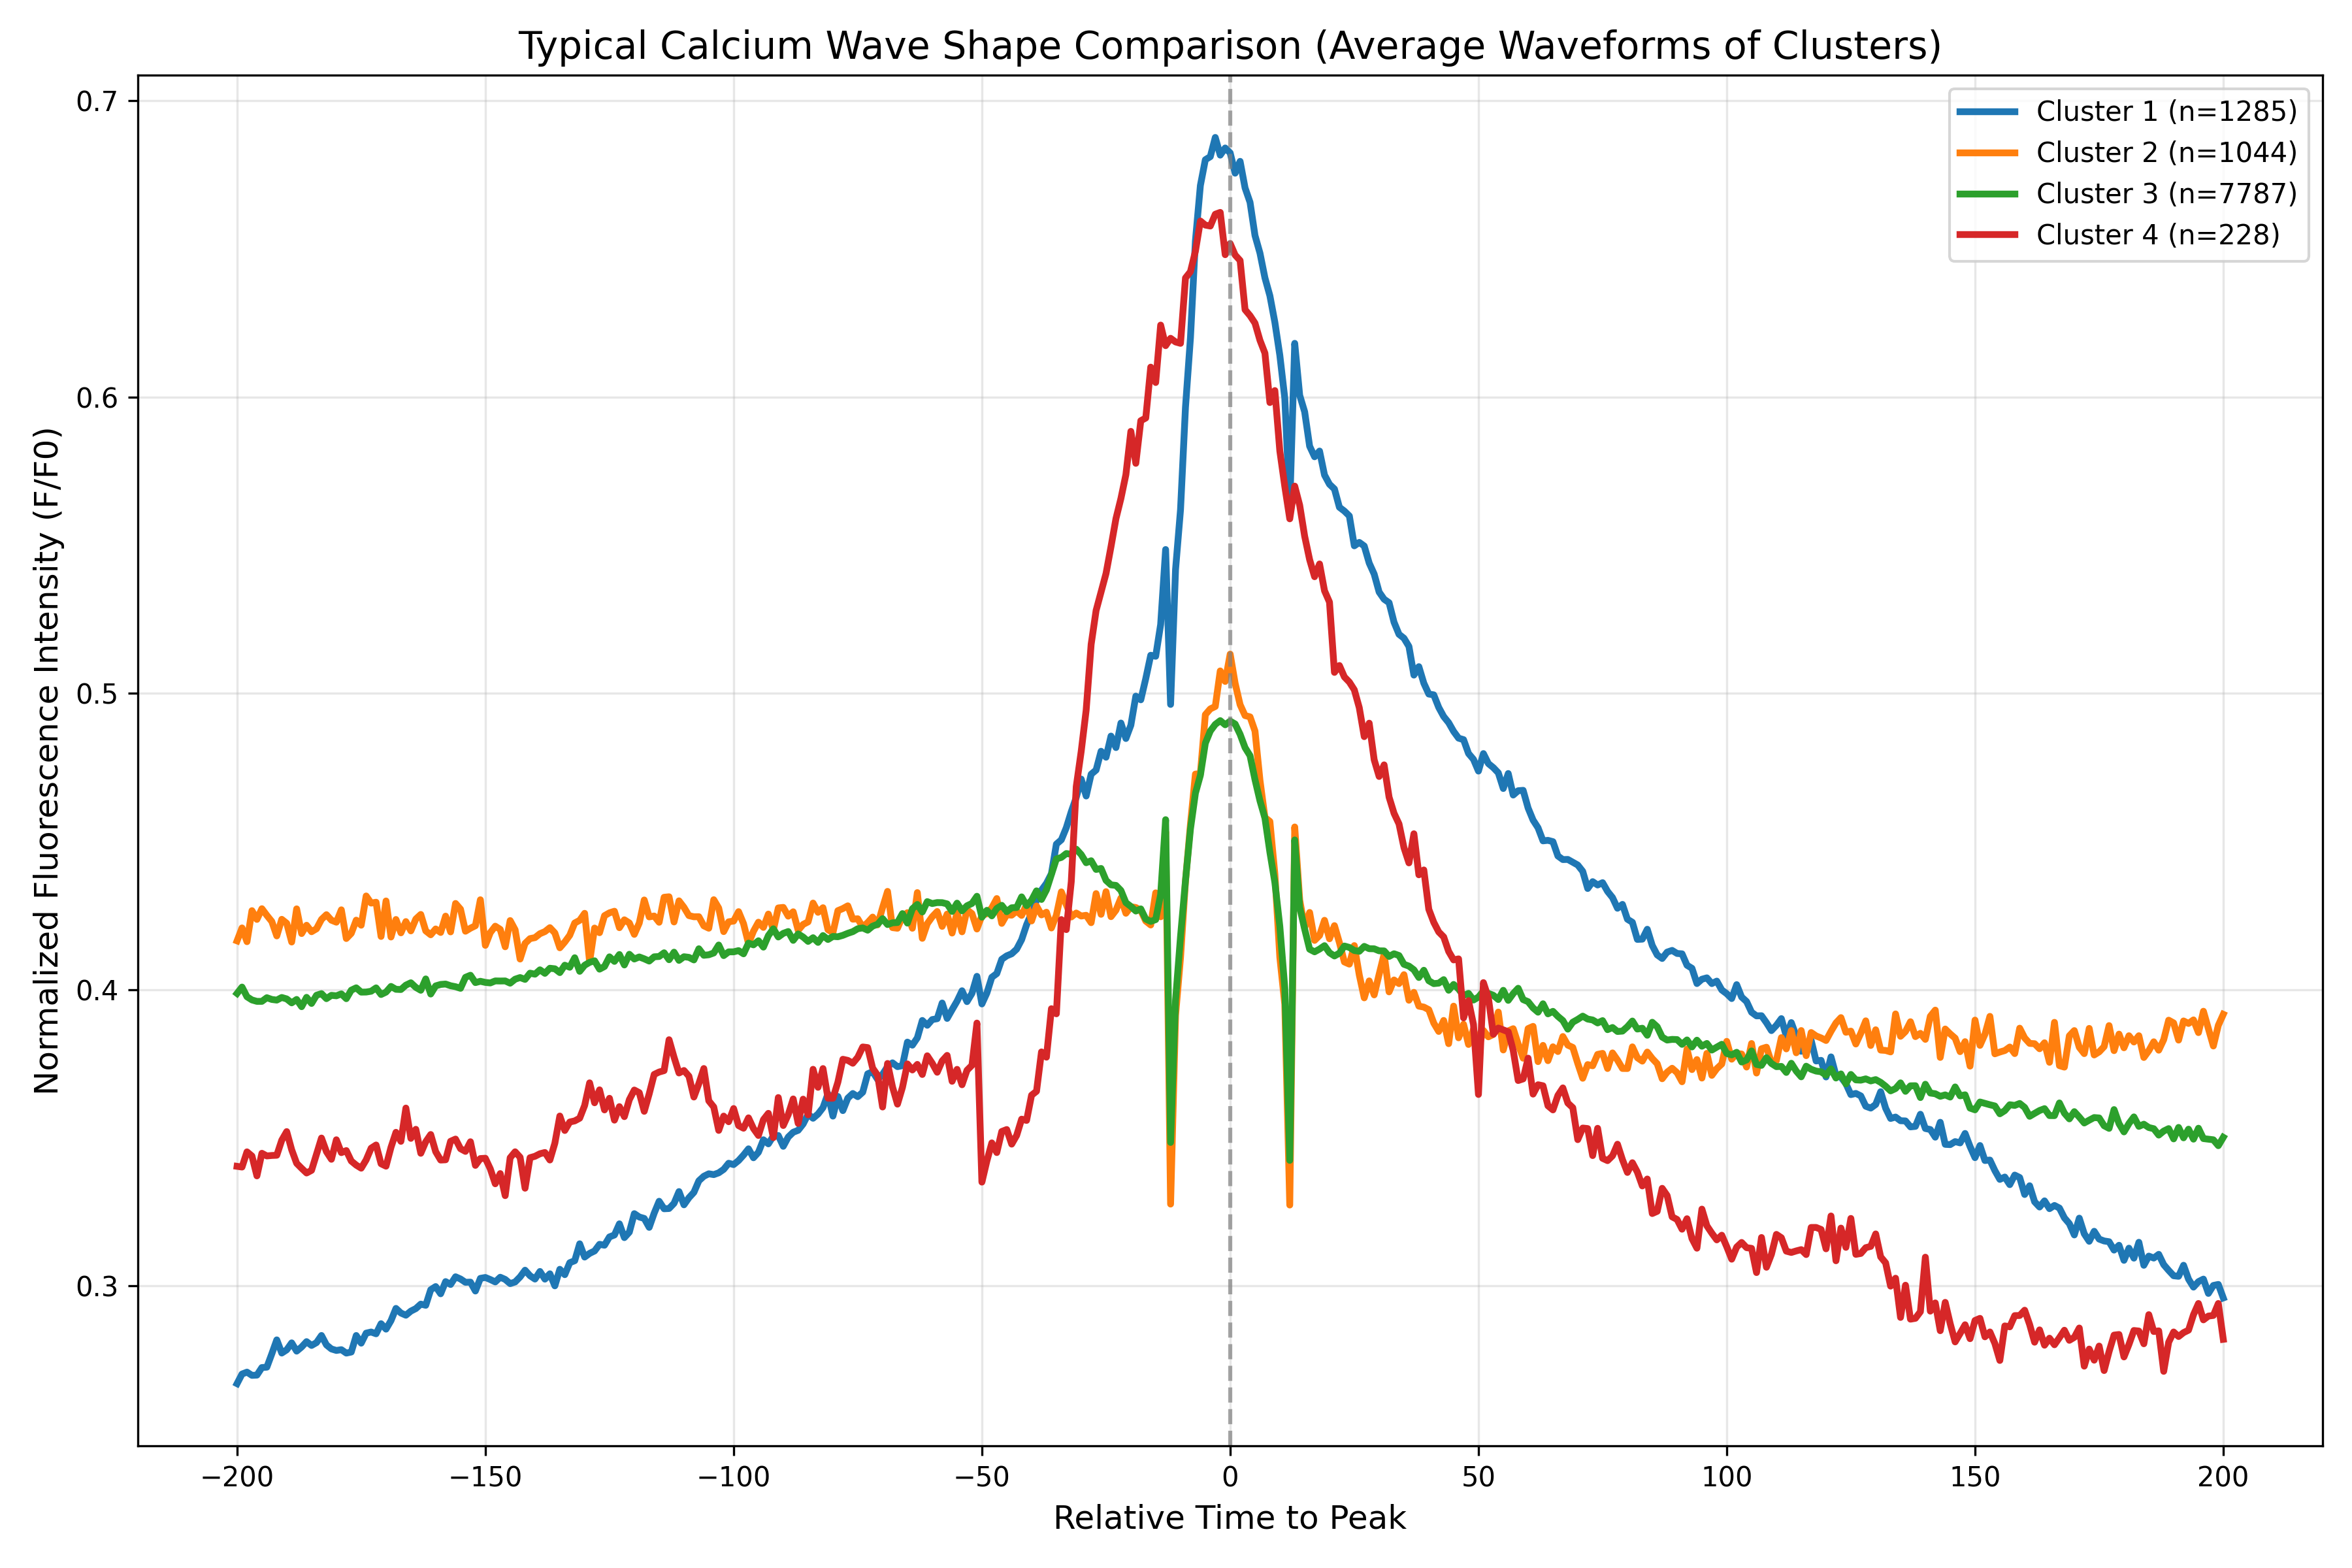 Typical Calcium Wave Shape Comparison (Average Waveforms of Clusters)
Normalized Fluorescence Intensity (F/F0)
0.7
0.6
0.5
0.4
0.3
Cluster 1 (n=1285)
Cluster 2 (n=1044)
Cluster 3 (n=7787)
Cluster 4 (n=228)
−200 −150 −100 −50 0 50 100 150 200
Relative Time to Peak